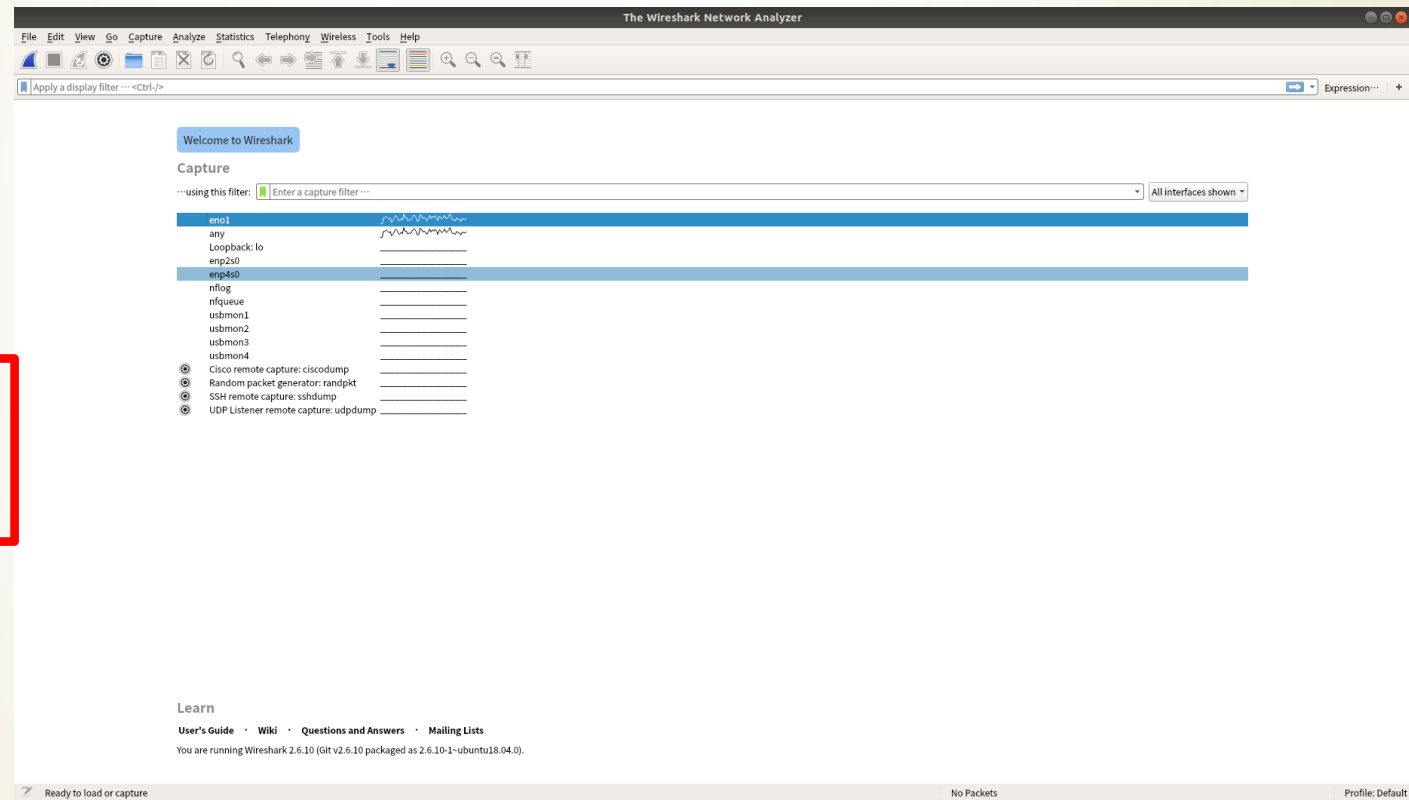 The Wireshark Network Analyzer
File Edit View Go Capture Analyze Statistics Telephony Wireless Tools Help
Apply a display filter ··· <Ctrl-/>
Expression··· +
Welcome to Wireshark
Capture
···using this filter: Enter a capture filter ··· All interfaces shown
eno1
any
Loopback: lo
enp2s0
enp4s0
nflog
nfqueue
usbmon1
usbmon2
usbmon3
usbmon4
Cisco remote capture: ciscodump
Random packet generator: randpkt
SSH remote capture: sshdump
UDP Listener remote capture: udpdump
Learn
User's Guide · Wiki · Questions and Answers · Mailing Lists
You are running Wireshark 2.6.10 (Git v2.6.10 packaged as 2.6.10-1~ubuntu18.04.0).
Ready to load or capture No Packets Profile: Default